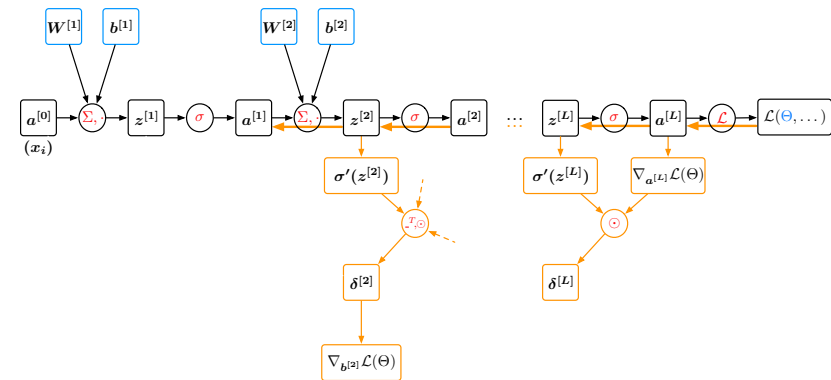 W^{[1]} b^{[1]} W^{[2]} b^{[2]}
a^{[0]} Σ, · z^{[1]} σ a^{[1]} Σ, · z^{[2]} σ a^{[2]} ... z^{[L]} σ a^{[L]} ℒ ℒ(Θ, ...)
(x_i) ...
σ′(z^{[2]}) σ′(z^{[L]}) ∇_{a^{[L]}}ℒ(Θ)
·^T,⊙ ⊙
δ^{[2]} δ^{[L]}
∇_{b^{[2]}}ℒ(Θ)